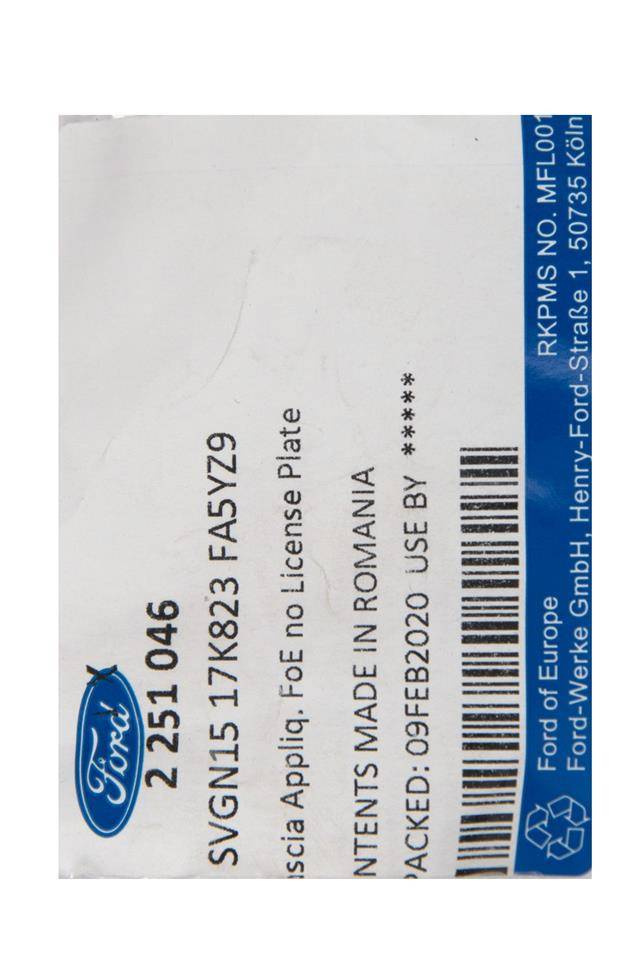 Ford
2 251 046
SVGN15 17K823 FA5YZ9
ascia Appliq. FoE no License Plate
NTENTS MADE IN ROMANIA
PACKED: 09FEB2020 USE BY *****
RKPMS NO. MFL001
Ford of Europe
Ford-Werke GmbH, Henry-Ford-Straße 1, 50735 Köln